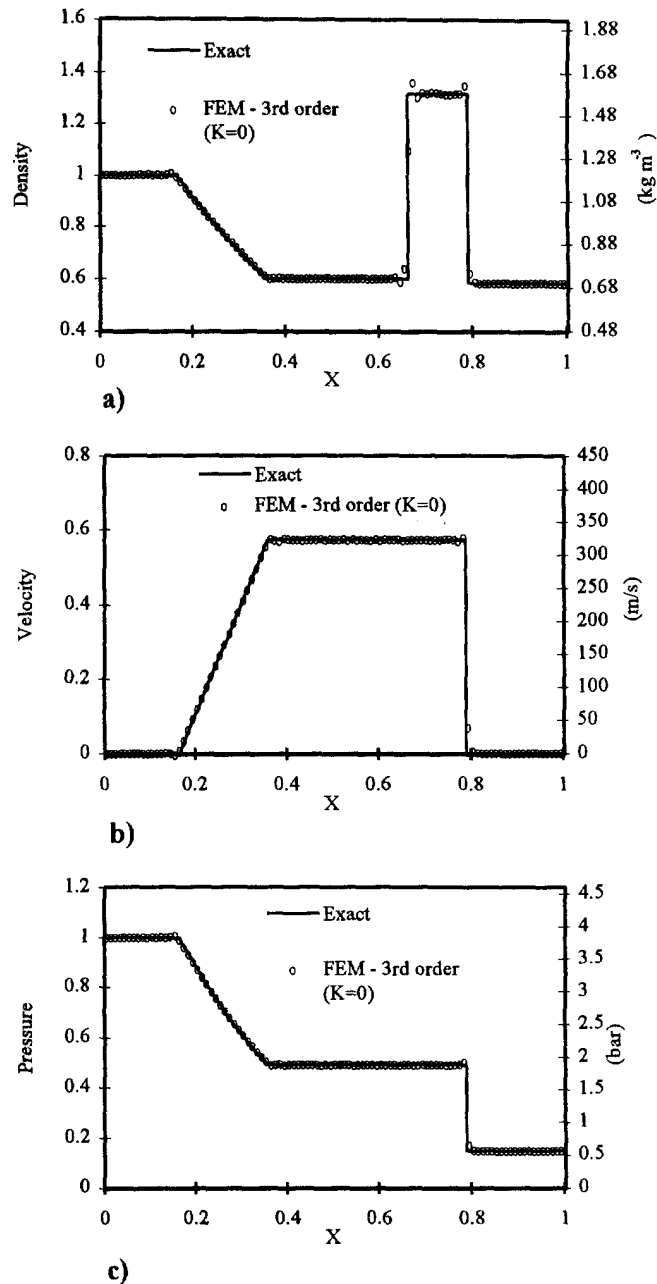 1.6
1.4
1.2
1
0.8
0.6
0.4
Density
Exact
FEM - 3rd order
(K=0)
1.88
1.68
1.48
1.28
1.08
0.88
0.68
0.48
(kg m⁻³)
0 0.2 0.4 0.6 0.8 1
X
a)
0.8
0.6
0.4
0.2
0
Velocity
Exact
FEM - 3rd order (K=0)
450
400
350
300
250
200
150
100
50
0
(m/s)
0 0.2 0.4 0.6 0.8 1
X
b)
1.2
1
0.8
0.6
0.4
0.2
0
Pressure
Exact
FEM - 3rd order
(K=0)
4.5
4
3.5
3
2.5
2
1.5
1
0.5
0
(bar)
0 0.2 0.4 0.6 0.8 1
X
c)